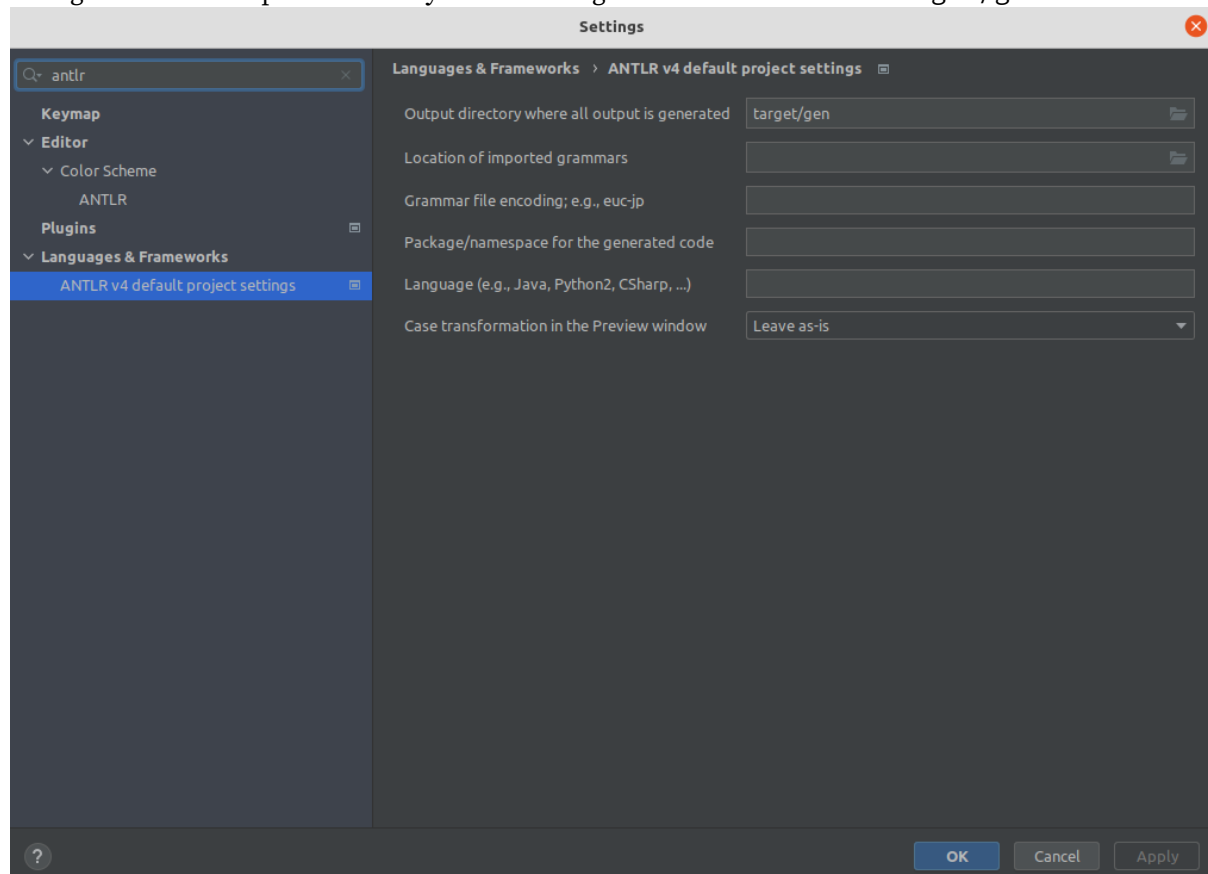 Settings
antlr
Keymap
Editor
Color Scheme
ANTLR
Plugins
Languages & Frameworks
ANTLR v4 default project settings
Languages & Frameworks › ANTLR v4 default project settings
Output directory where all output is generated target/gen
Location of imported grammars
Grammar file encoding; e.g., euc-jp
Package/namespace for the generated code
Language (e.g., Java, Python2, CSharp, ...)
Case transformation in the Preview window Leave as-is
?
OK Cancel Apply